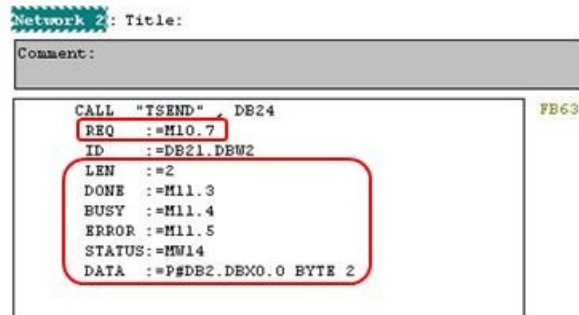 Network 2: Title:
Comment:
CALL "TSEND" , DB24 FB63
REQ :=M10.7
ID :=DB21.DBW2
LEN :=2
DONE :=M11.3
BUSY :=M11.4
ERROR :=M11.5
STATUS:=MW14
DATA :=P#DB2.DBX0.0 BYTE 2